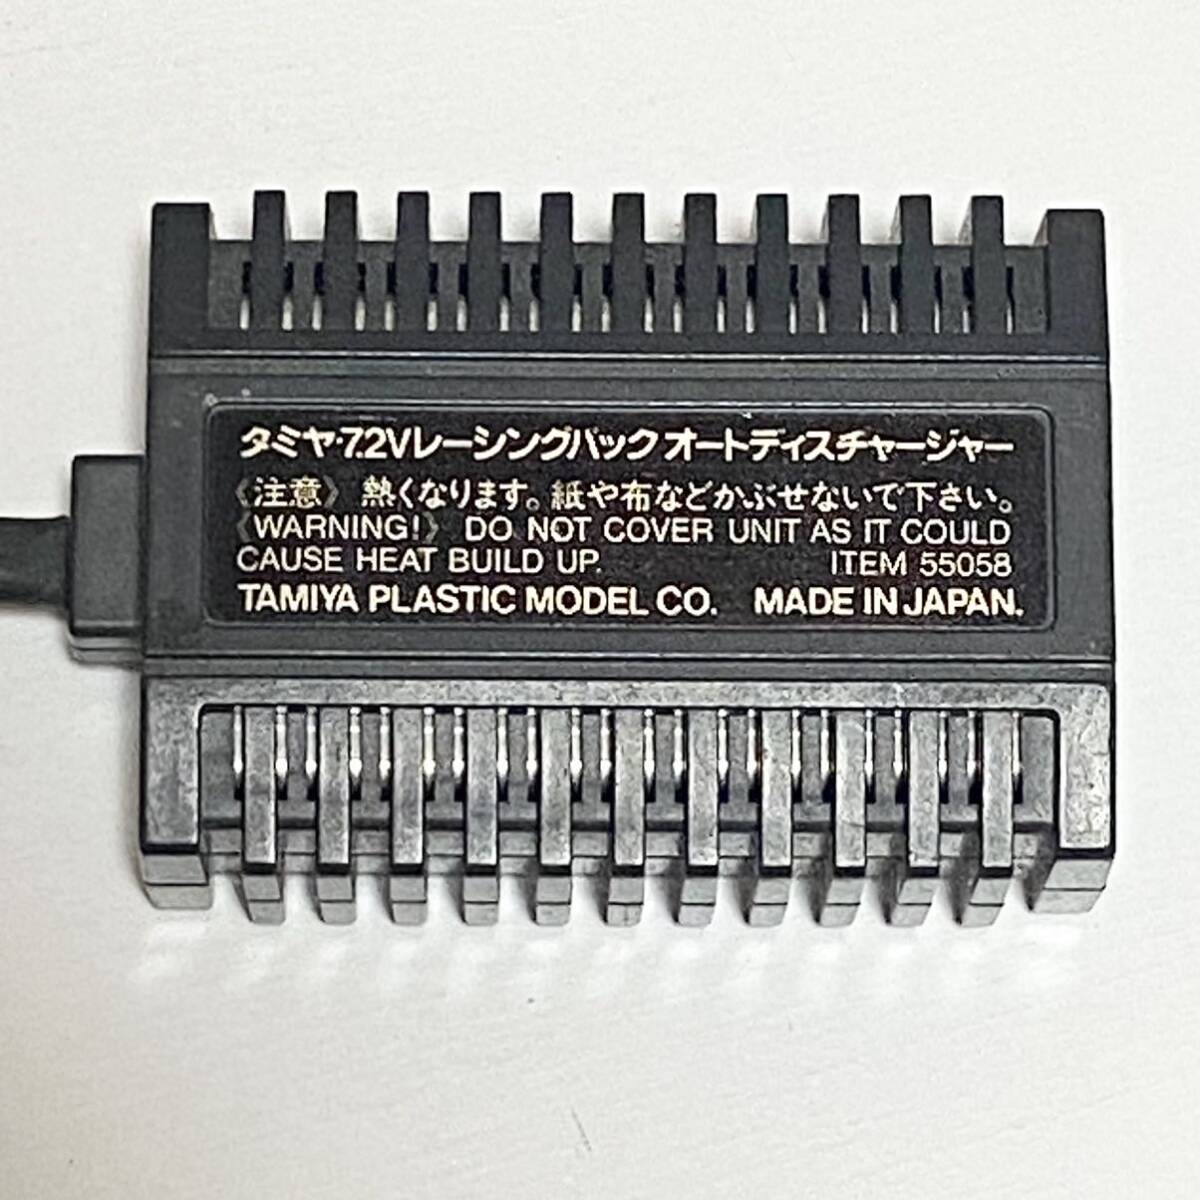 タミヤ・7.2Vレーシングパックオートディスチャージャー
《注意》 熱くなります。紙や布などかぶせないで下さい。
《WARNING!》 DO NOT COVER UNIT AS IT COULD
CAUSE HEAT BUILD UP. ITEM 55058
TAMIYA PLASTIC MODEL CO. MADE IN JAPAN.